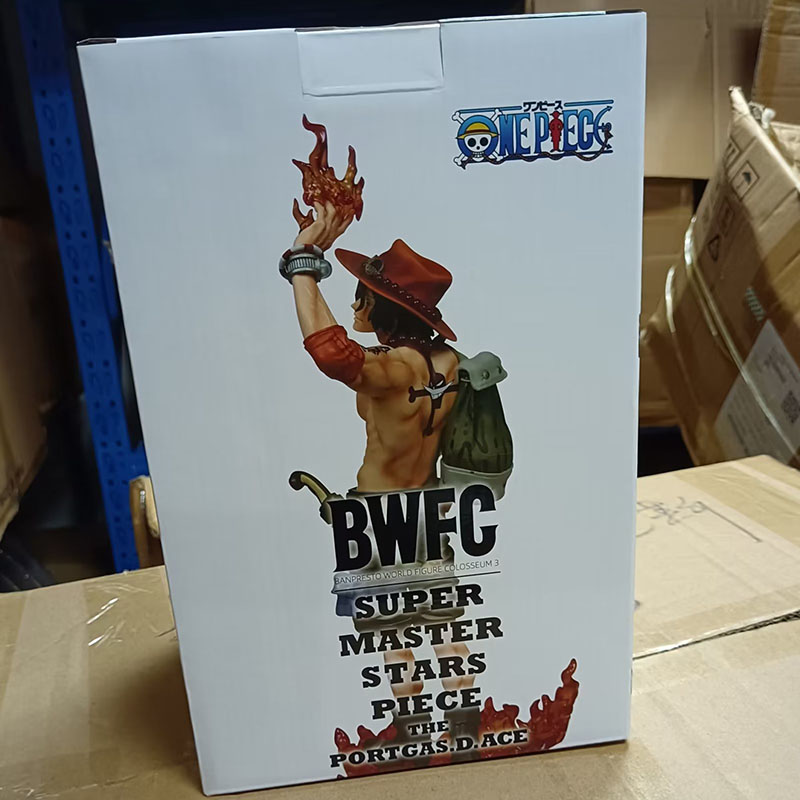 ワンピース
ONE PIECE
BWFC
BANPRESTO WORLD FIGURE COLOSSEUM 3
SUPER
MASTER
STARS
PIECE
THE
PORTGAS.D.ACE